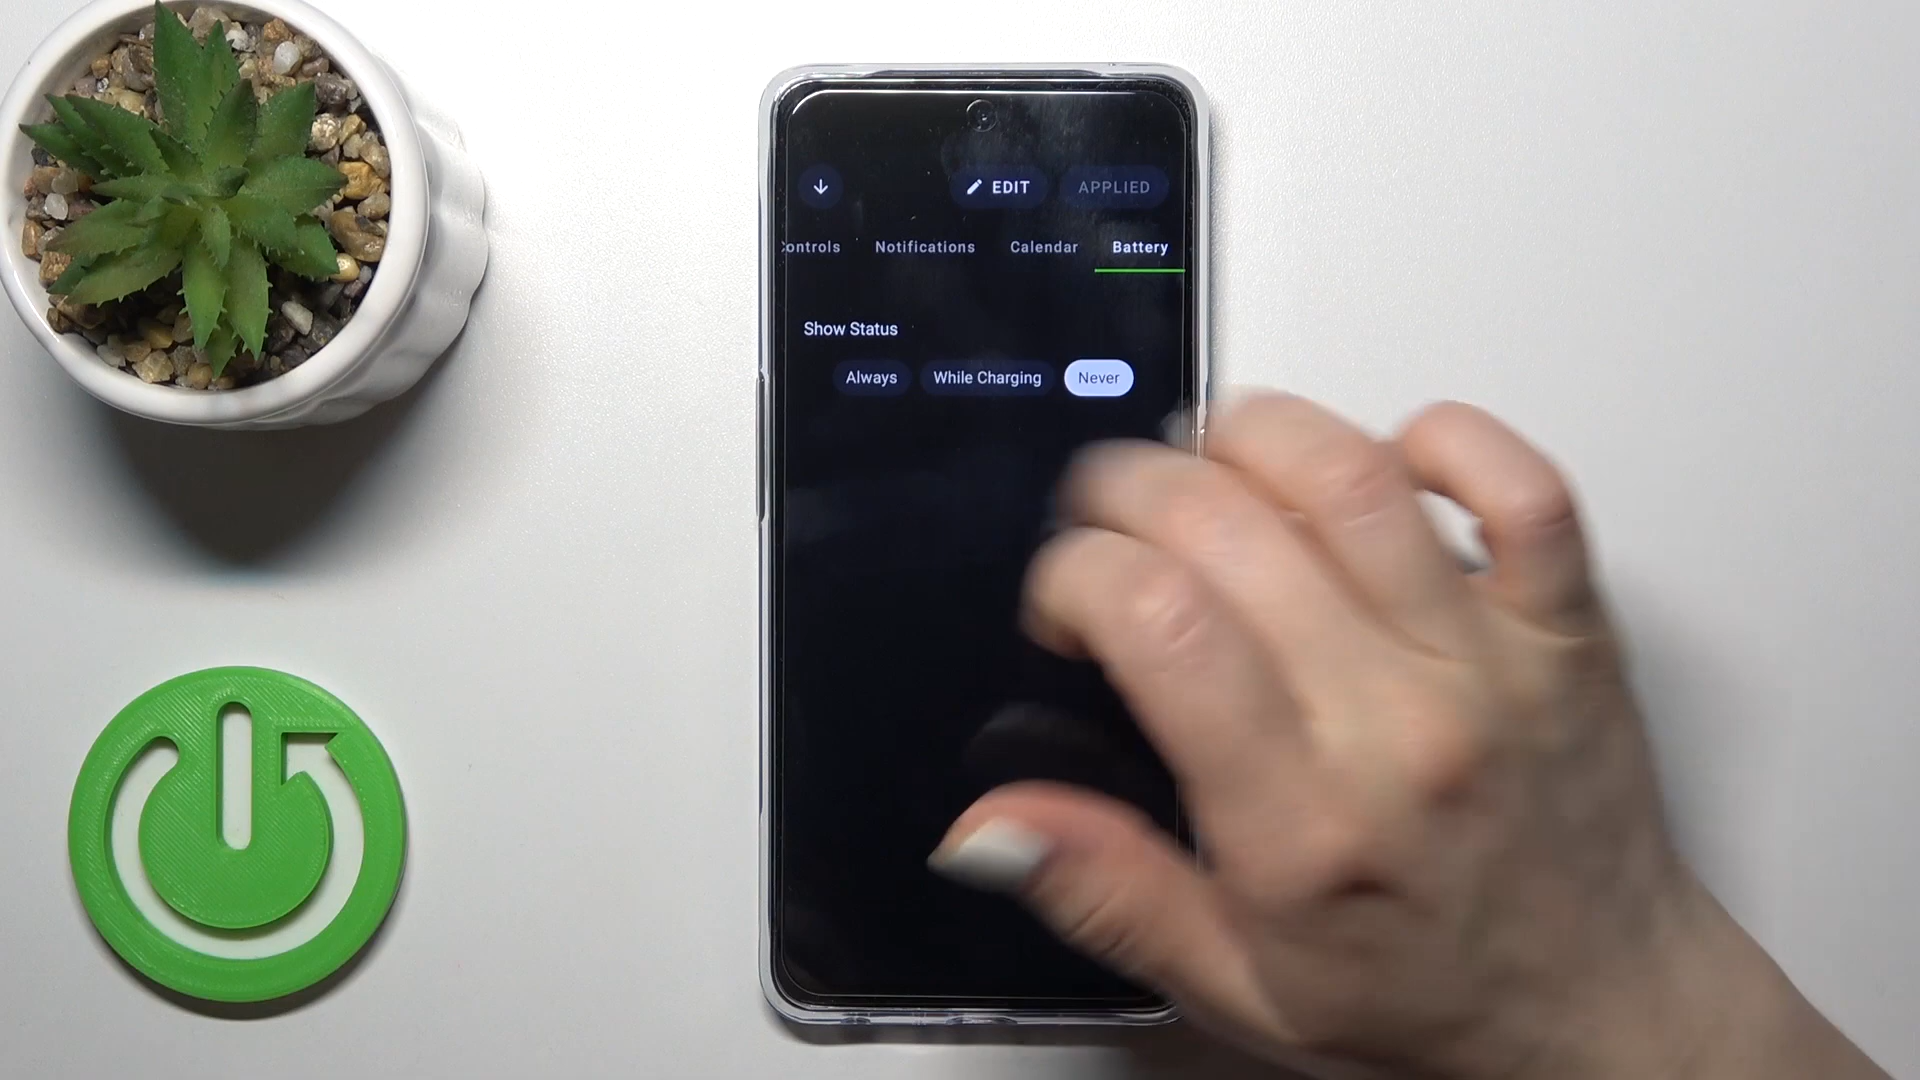 EDIT APPLIED
ontrols Notifications Calendar Battery
Show Status
Always While Charging Never